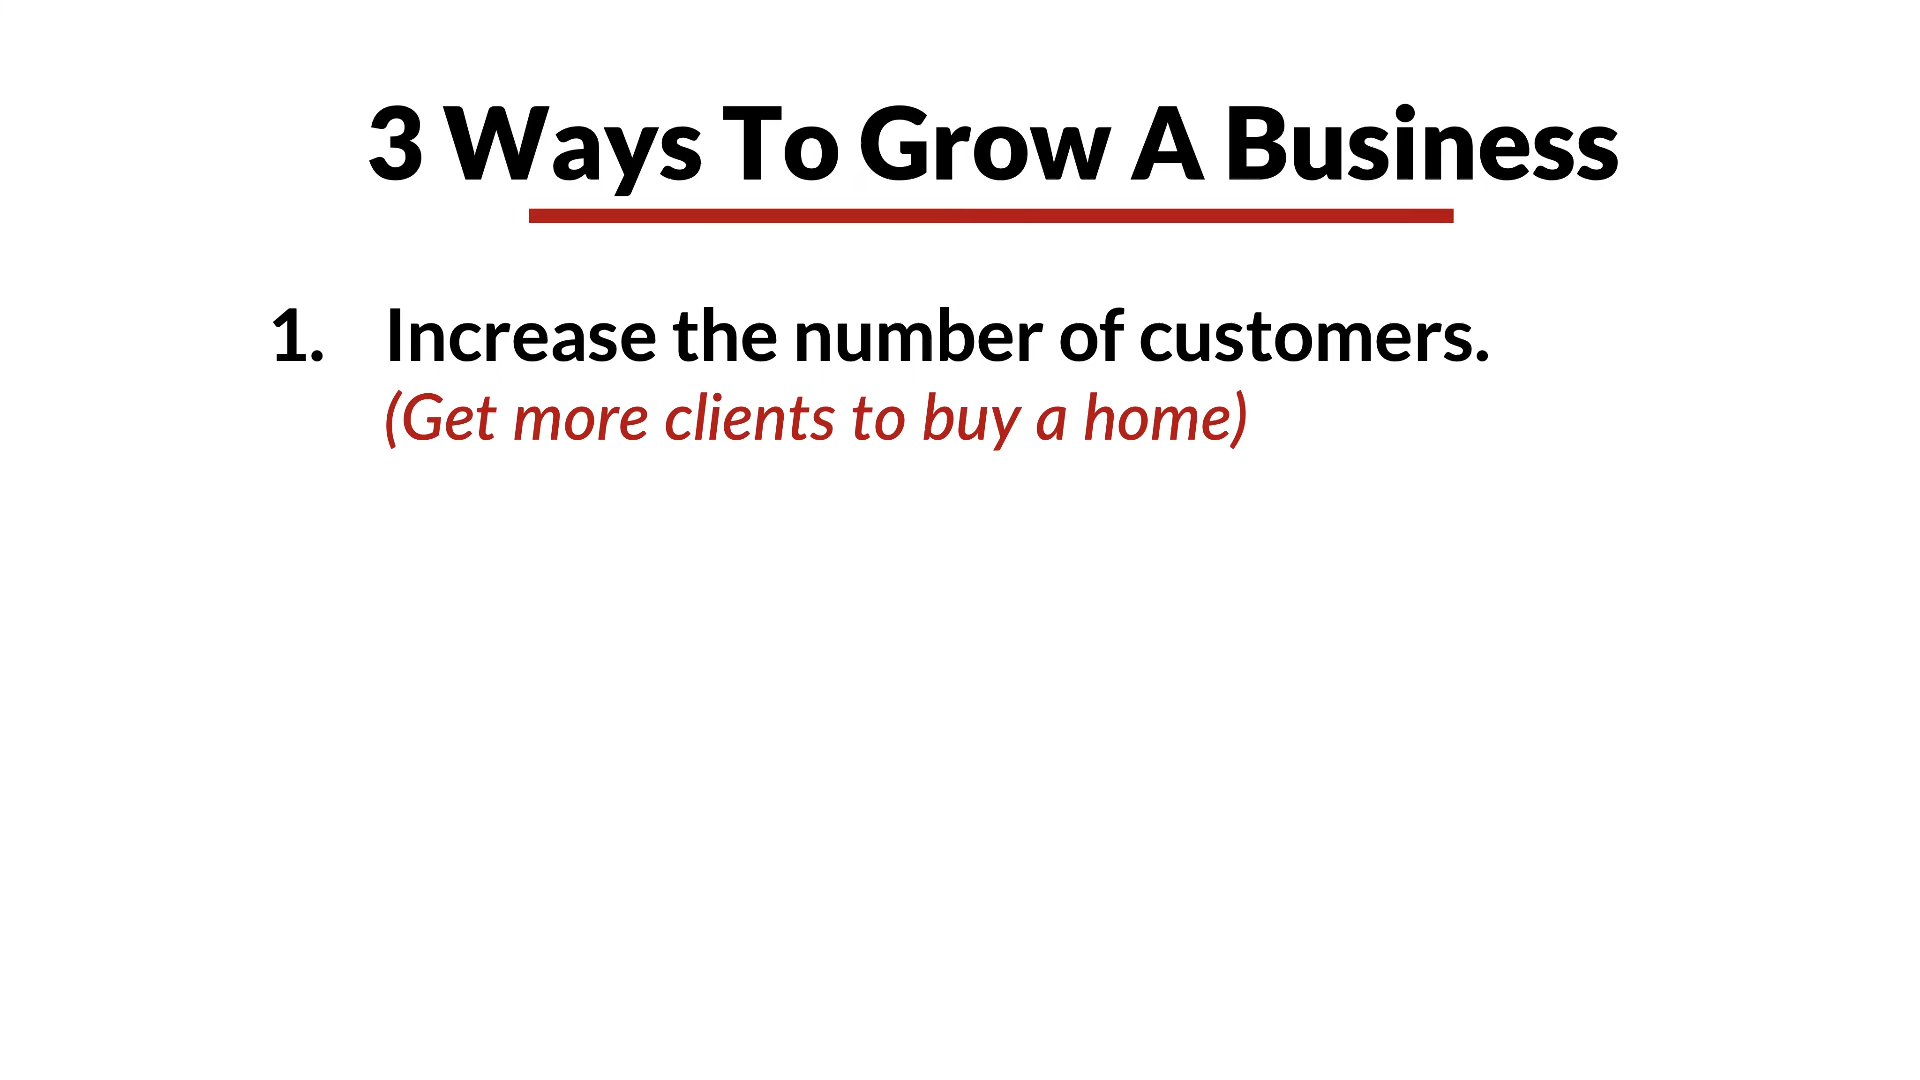 3 Ways To Grow A Business
1. Increase the number of customers.
(Get more clients to buy a home)